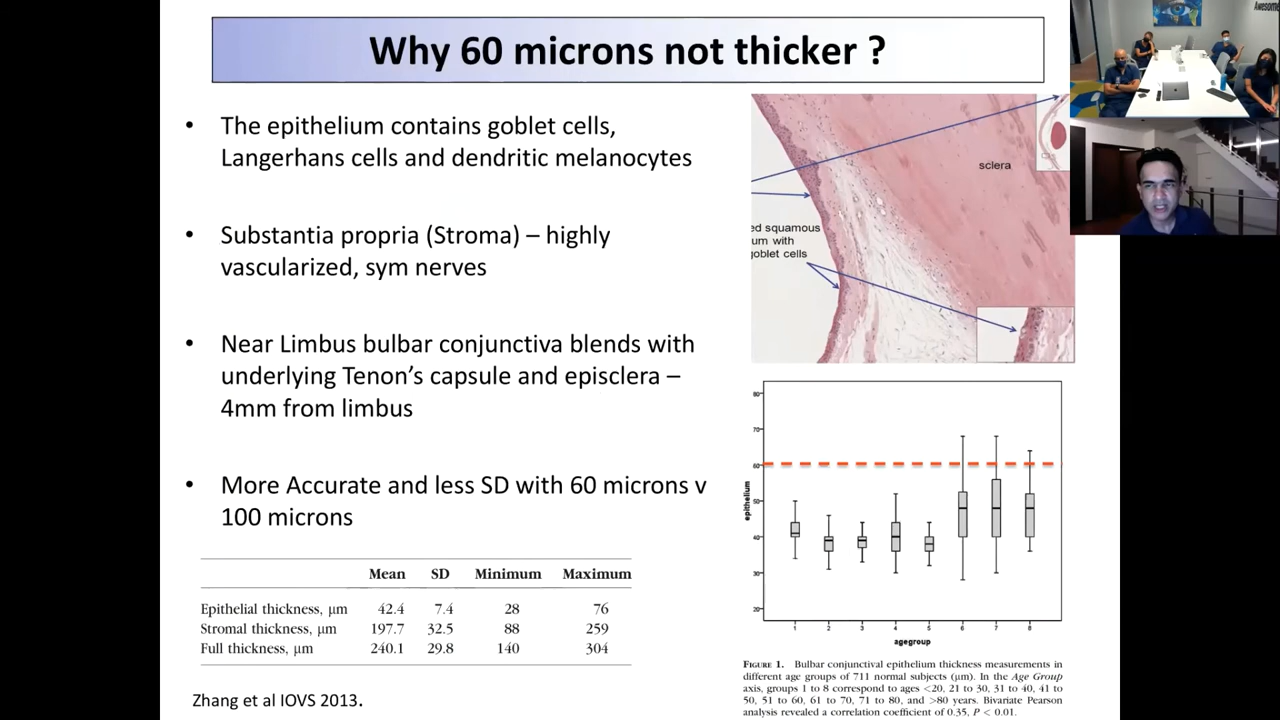 Why 60 microns not thicker ?
• The epithelium contains goblet cells,
Langerhans cells and dendritic melanocytes
• Substantia propria (Stroma) – highly
vascularized, sym nerves
• Near Limbus bulbar conjunctiva blends with
underlying Tenon's capsule and episclera –
4mm from limbus
• More Accurate and less SD with 60 microns v
100 microns
Mean SD Minimum Maximum
Epithelial thickness, μm 42.4 7.4 28 76
Stromal thickness, μm 197.7 32.5 88 259
Full thickness, μm 240.1 29.8 140 304
Zhang et al IOVS 2013.
sclera
ed squamous
um with
goblet cells
80
70
60
50
40
30
20
epithelium
1 2 3 4 5 6 7 8
agegroup
FIGURE 1. Bulbar conjunctival epithelium thickness measurements in
different age groups of 711 normal subjects (μm). In the Age Group
axis, groups 1 to 8 correspond to ages <20, 21 to 30, 31 to 40, 41 to
50, 51 to 60, 61 to 70, 71 to 80, and >80 years. Bivariate Pearson
analysis revealed a correlation coefficient of 0.35, P < 0.01.
Awesome